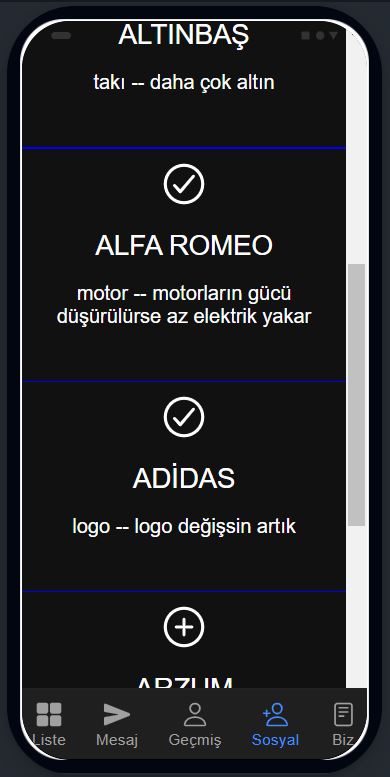 ALTINBAŞ
takı -- daha çok altın
ALFA ROMEO
motor -- motorların gücü
düşürülürse az elektrik yakar
ADİDAS
logo -- logo değişsin artık
ARZUM
Liste
Mesaj
Geçmiş
Sosyal
Biz